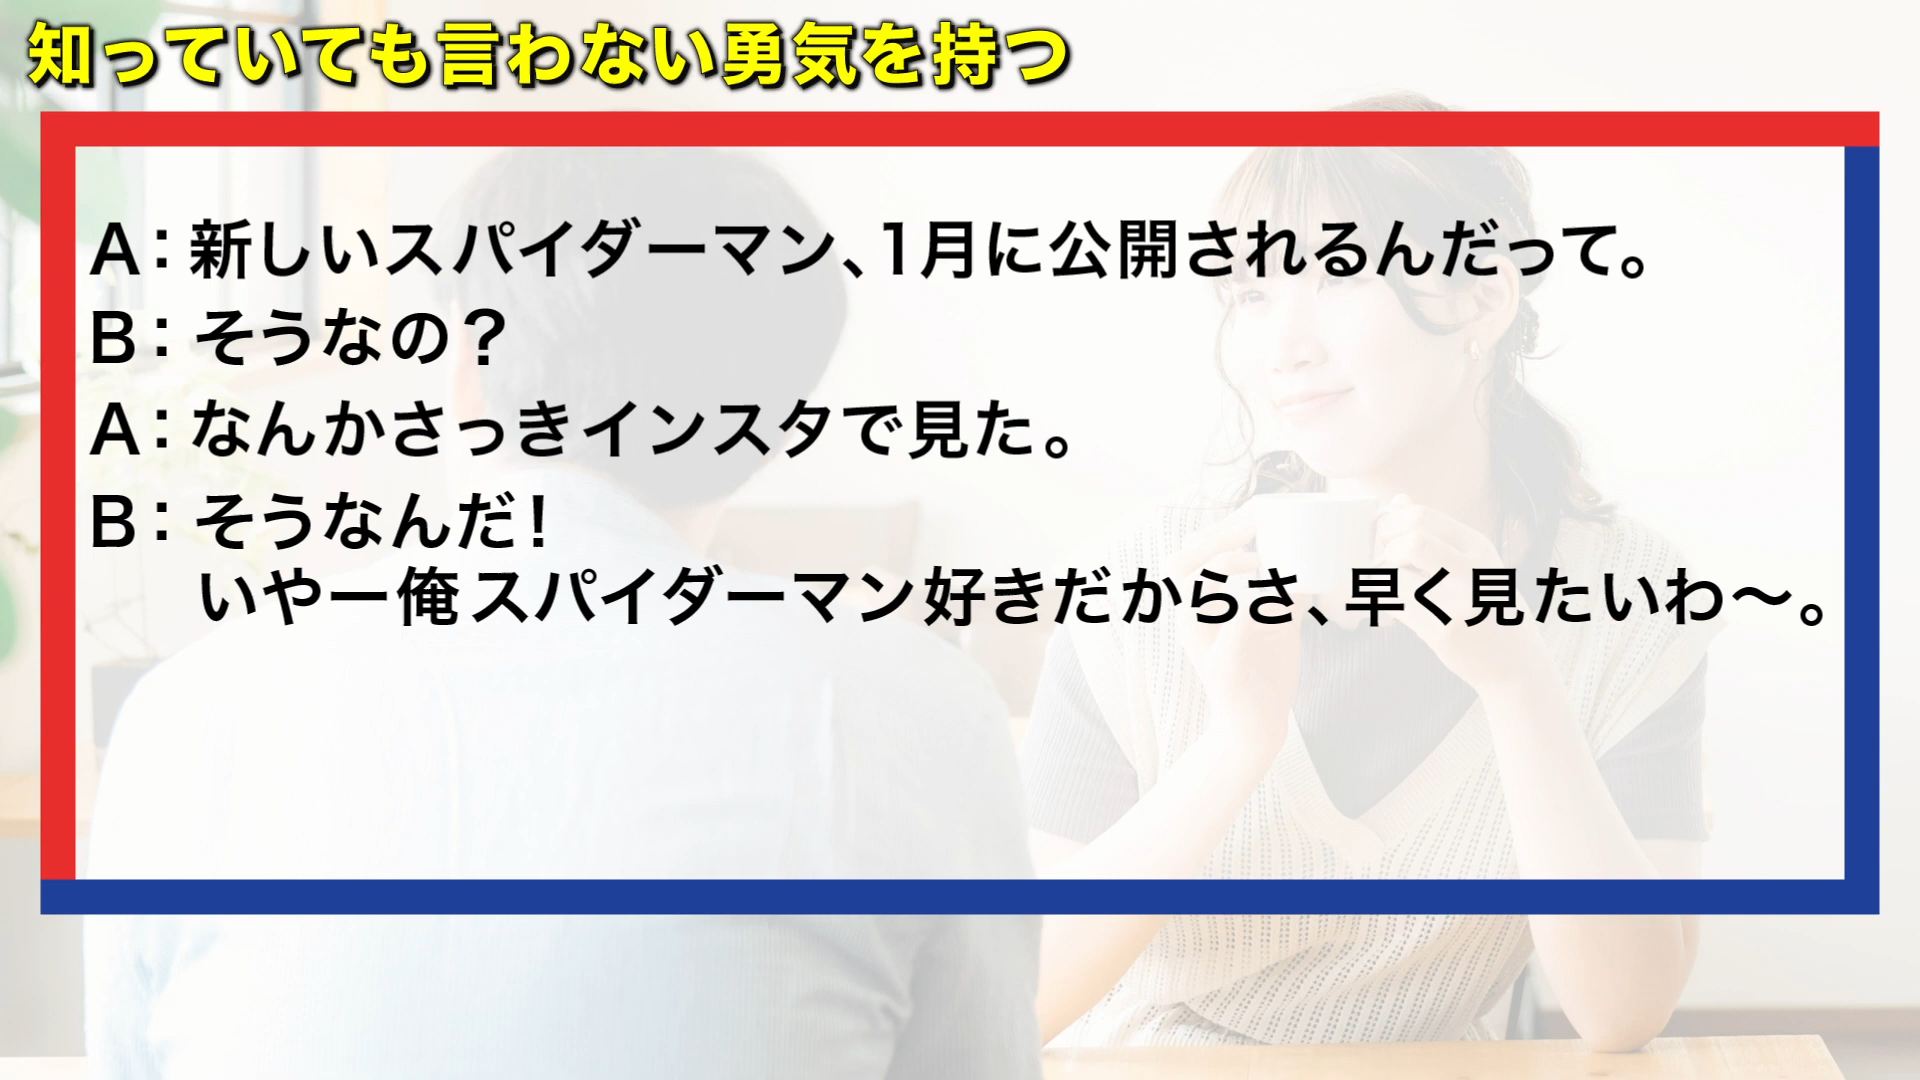 知っていても言わない勇気を持つ
A：新しいスパイダーマン、1月に公開されるんだって。
B：そうなの？
A：なんかさっきインスタで見た。
B：そうなんだ！
いやー俺スパイダーマン好きだからさ、早く見たいわ〜。